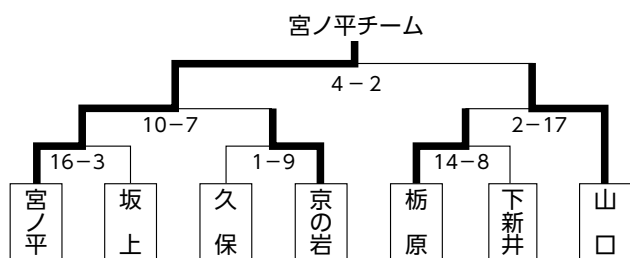 宮ノ平チーム
4－2
10－7
2－17
16－3
1－9
14－8
宮ノ平
坂上
久保
京の岩
栃原
下新井
山口